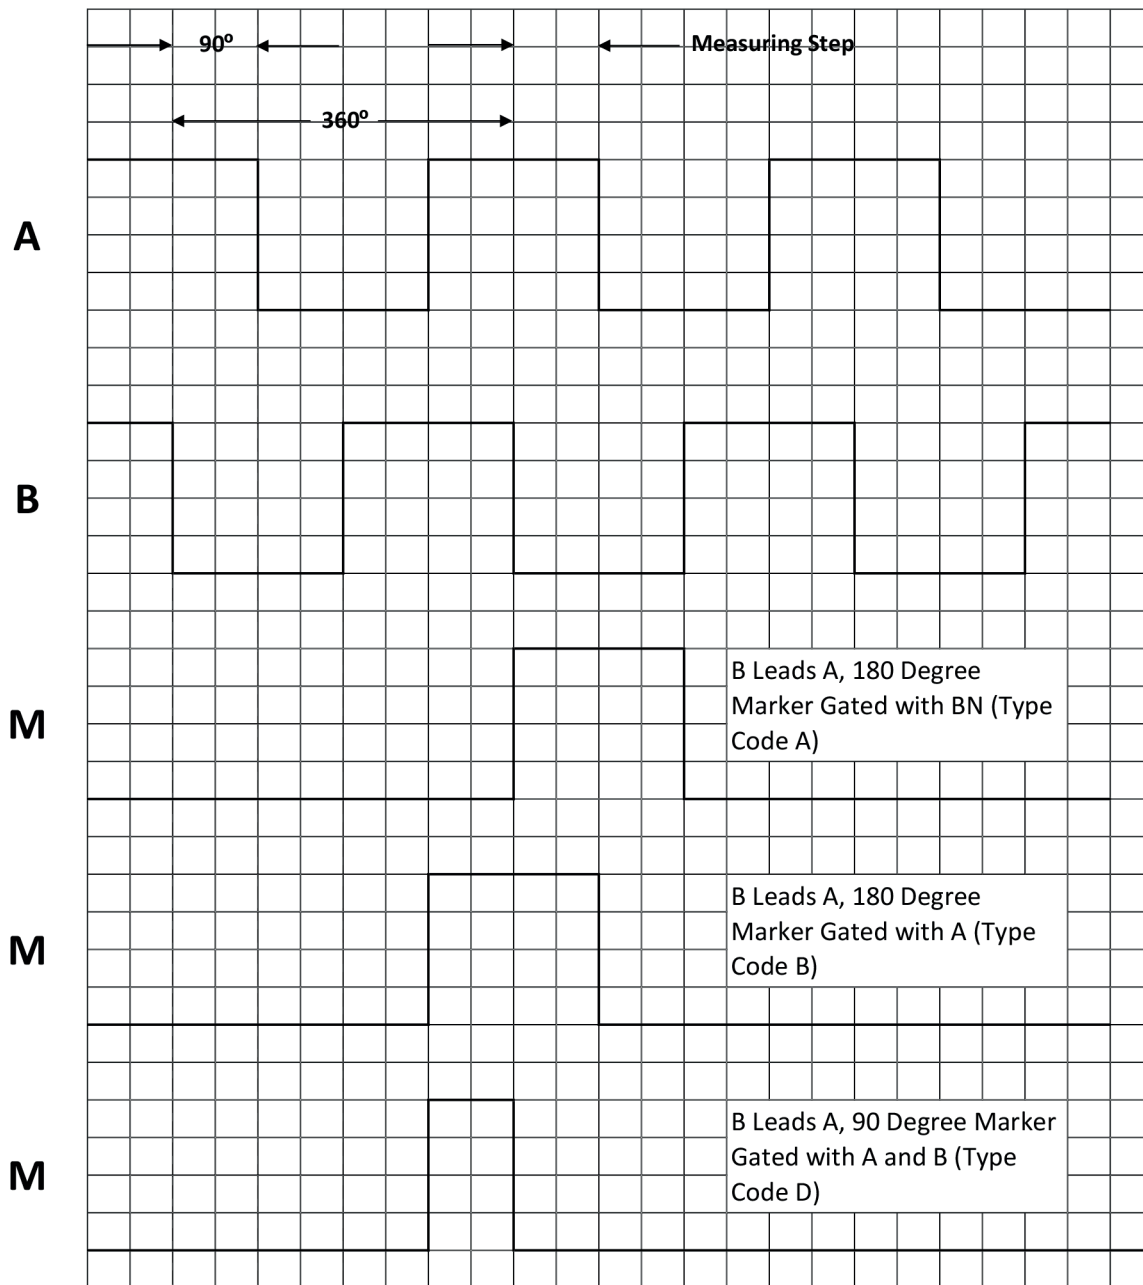 90º
Measuring Step
360º
A
B
M
B Leads A, 180 Degree
Marker Gated with BN (Type
Code A)
M
B Leads A, 180 Degree
Marker Gated with A (Type
Code B)
M
B Leads A, 90 Degree Marker
Gated with A and B (Type
Code D)